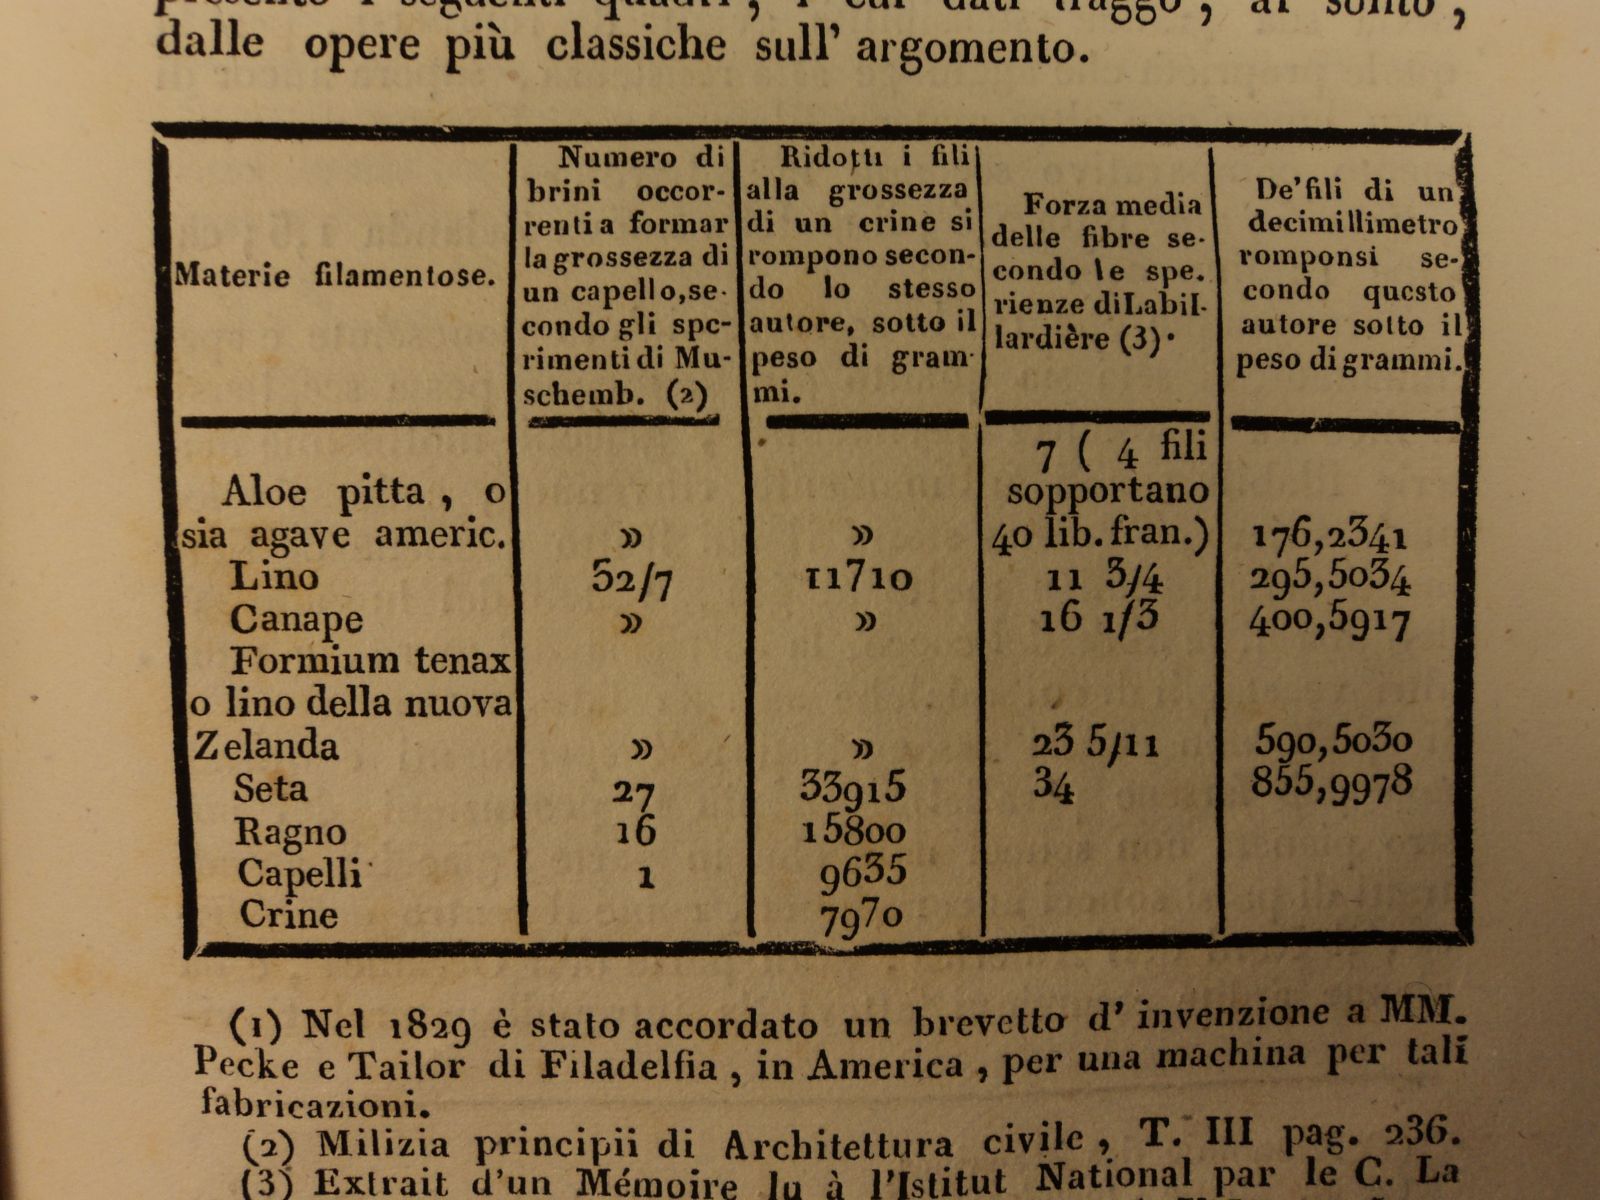 presento i seguenti quadri, i cui dati traggo, al solito,
dalle opere più classiche sull' argomento.
Materie filamentose.
Numero di
brini occor-
renti a formar
la grossezza di
un capello, se-
condo gli spe-
rimenti di Mu-
schemb. (2)
Ridotti i fili
alla grossezza
di un crine si
rompono secon-
do lo stesso
autore, sotto il
peso di gram-
mi.
Forza media
delle fibre se-
condo le spe.
rienze di Labil-
lardière (3).
De' fili di un
decimillimetro
romponsi se-
condo questo
autore sotto il
peso di grammi.
7 ( 4 fili
Aloe pitta, o sopportano
sia agave americ. » » 40 lib. fran.) 176,2341
Lino 52/7 11710 11 3/4 295,5034
Canape » » 16 1/3 400,5917
Formium tenax
o lino della nuova
Zelanda » » 23 5/11 590,5030
Seta 27 33915 34 855,9978
Ragno 16 15800
Capelli 1 9635
Crine 7970
(1) Nel 1829 è stato accordato un brevetto d' invenzione a MM.
Pecke e Tailor di Filadelfia, in America, per una machina per tali
fabricazioni.
(2) Milizia principii di Architettura civile, T. III pag. 236.
(3) Extrait d'un Mémoire lu à l'Istitut National par le C. La